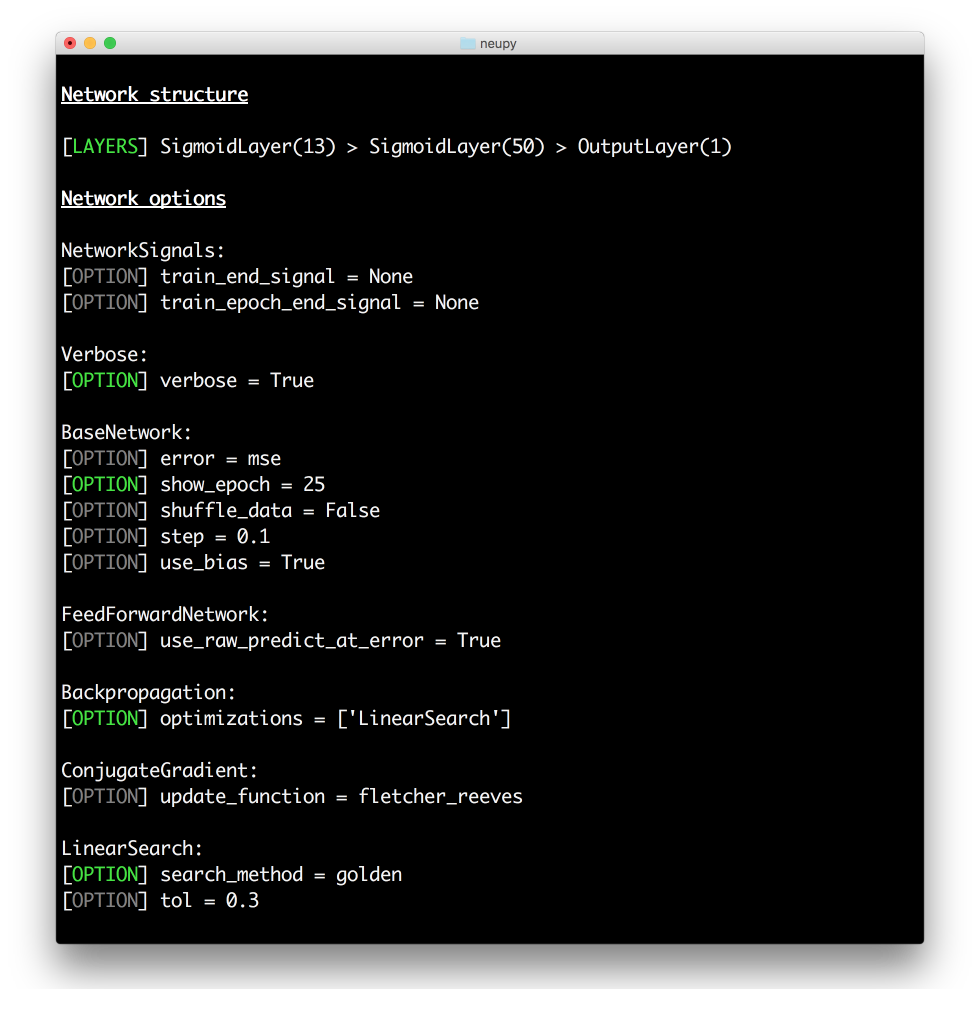 neupy
Network structure
[LAYERS] SigmoidLayer(13) > SigmoidLayer(50) > OutputLayer(1)
Network options
NetworkSignals:
[OPTION] train_end_signal = None
[OPTION] train_epoch_end_signal = None
Verbose:
[OPTION] verbose = True
BaseNetwork:
[OPTION] error = mse
[OPTION] show_epoch = 25
[OPTION] shuffle_data = False
[OPTION] step = 0.1
[OPTION] use_bias = True
FeedForwardNetwork:
[OPTION] use_raw_predict_at_error = True
Backpropagation:
[OPTION] optimizations = ['LinearSearch']
ConjugateGradient:
[OPTION] update_function = fletcher_reeves
LinearSearch:
[OPTION] search_method = golden
[OPTION] tol = 0.3